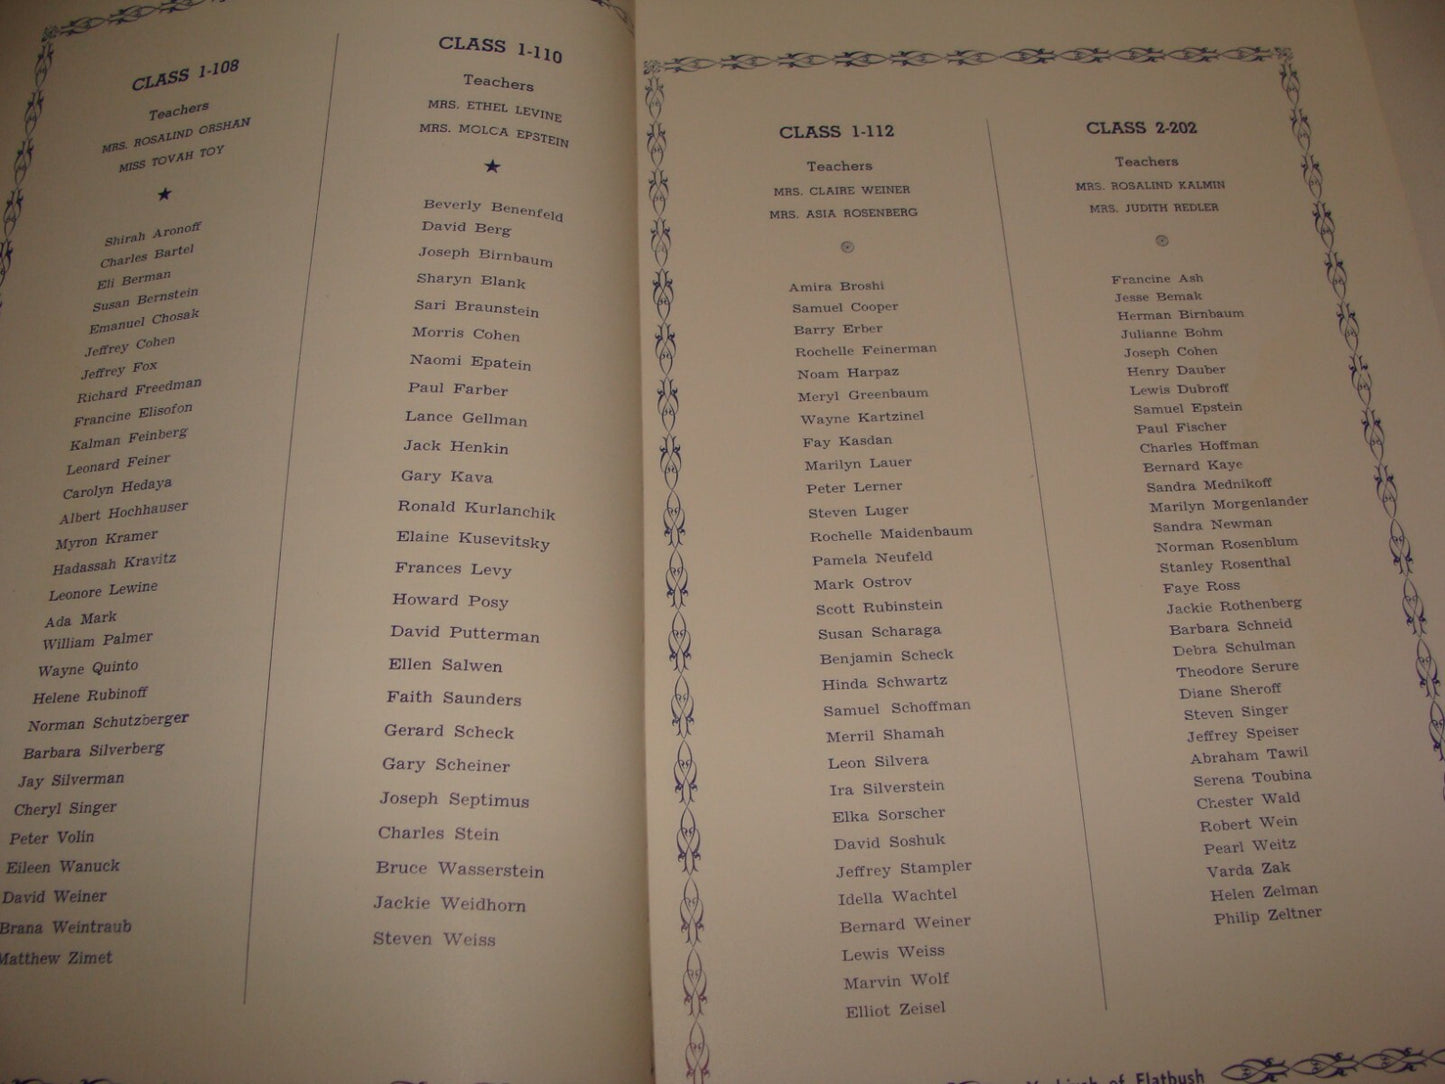 CLASS 1-108
Teachers
MRS. ROSALIND ORSHAN
MISS TOVAH TOY
Shirah Aronoff
Charles Bartel
Eli Berman
Susan Bernstein
Emanuel Chosak
Jeffrey Cohen
Jeffrey Fox
Richard Freedman
Francine Elisofon
Kalman Feinberg
Leonard Feiner
Carolyn Hedaya
Albert Hochhauser
Myron Kramer
Hadassah Kravitz
Leonore Lewine
Ada Mark
William Palmer
Wayne Quinto
Helene Rubinoff
Norman Schutzberger
Barbara Silverberg
Jay Silverman
Cheryl Singer
Peter Volin
Eileen Wanuck
David Weiner
Brana Weintraub
Matthew Zimet
CLASS 1-110
Teachers
MRS. ETHEL LEVINE
MRS. MOLCA EPSTEIN
Beverly Benenfeld
David Berg
Joseph Birnbaum
Sharyn Blank
Sari Braunstein
Morris Cohen
Naomi Epatein
Paul Farber
Lance Gellman
Jack Henkin
Gary Kava
Ronald Kurlanchik
Elaine Kusevitsky
Frances Levy
Howard Posy
David Putterman
Ellen Salwen
Faith Saunders
Gerard Scheck
Gary Scheiner
Joseph Septimus
Charles Stein
Bruce Wasserstein
Jackie Weidhorn
Steven Weiss
CLASS 1-112
Teachers
MRS. CLAIRE WEINER
MRS. ASIA ROSENBERG
Amira Broshi
Samuel Cooper
Barry Erber
Rochelle Feinerman
Noam Harpaz
Meryl Greenbaum
Wayne Kartzinel
Fay Kasdan
Marilyn Lauer
Peter Lerner
Steven Luger
Rochelle Maidenbaum
Pamela Neufeld
Mark Ostrov
Scott Rubinstein
Susan Scharaga
Benjamin Scheck
Hinda Schwartz
Samuel Schoffman
Merril Shamah
Leon Silvera
Ira Silverstein
Elka Sorscher
David Soshuk
Jeffrey Stampler
Idella Wachtel
Bernard Weiner
Lewis Weiss
Marvin Wolf
Elliot Zeisel
CLASS 2-202
Teachers
MRS. ROSALIND KALMIN
MRS. JUDITH REDLER
Francine Ash
Jesse Bemak
Herman Birnbaum
Julianne Bohm
Joseph Cohen
Henry Dauber
Lewis Dubroff
Samuel Epstein
Paul Fischer
Charles Hoffman
Bernard Kaye
Sandra Mednikoff
Marilyn Morgenlander
Sandra Newman
Norman Rosenblum
Stanley Rosenthal
Faye Ross
Jackie Rothenberg
Barbara Schneid
Debra Schulman
Theodore Serure
Diane Sheroff
Steven Singer
Jeffrey Speiser
Abraham Tawil
Serena Toubina
Chester Wald
Robert Wein
Pearl Weitz
Varda Zak
Helen Zelman
Philip Zeltner
of Flatbush